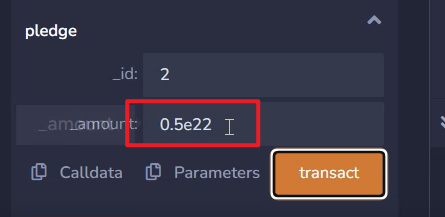 pledge
_id: 2
_amount: 0.5e22
Calldata Parameters transact